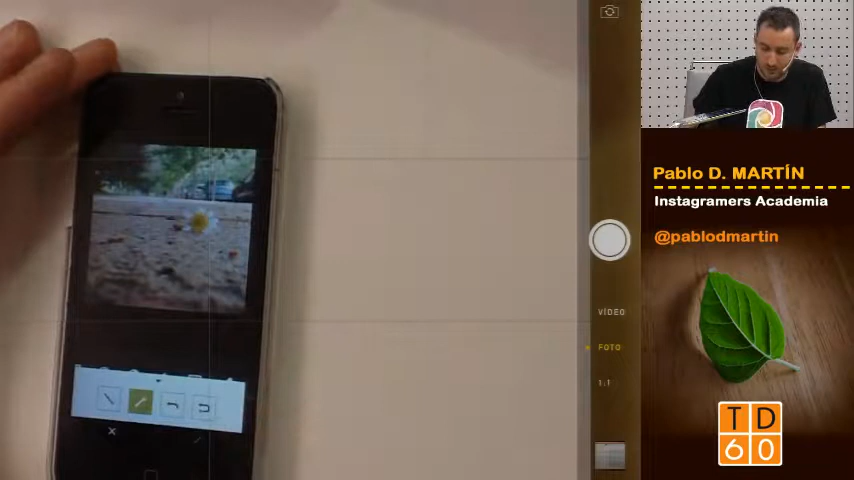 Pablo D. MARTÍN
Instagramers Academia
@pablodmartin
VÍDEO
FOTO
1:1
TD
60